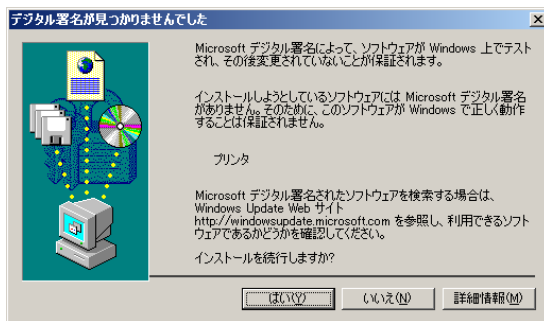 デジタル署名が見つかりませんでした
Microsoft デジタル署名によって、ソフトウェアが Windows 上でテスト
され、その後変更されていないことが保証されます。
インストールしようとしているソフトウェアには Microsoft デジタル署名
がありません。そのために、このソフトウェアが Windows で正しく動作
することは保証されません。
プリンタ
Microsoft デジタル署名されたソフトウェアを検索する場合は、
Windows Update Web サイト
http://windowsupdate.microsoft.com を参照し、利用できるソフト
ウェアであるかどうかを確認してください。
インストールを続行しますか?
はい(Y) いいえ(N) 詳細情報(M)